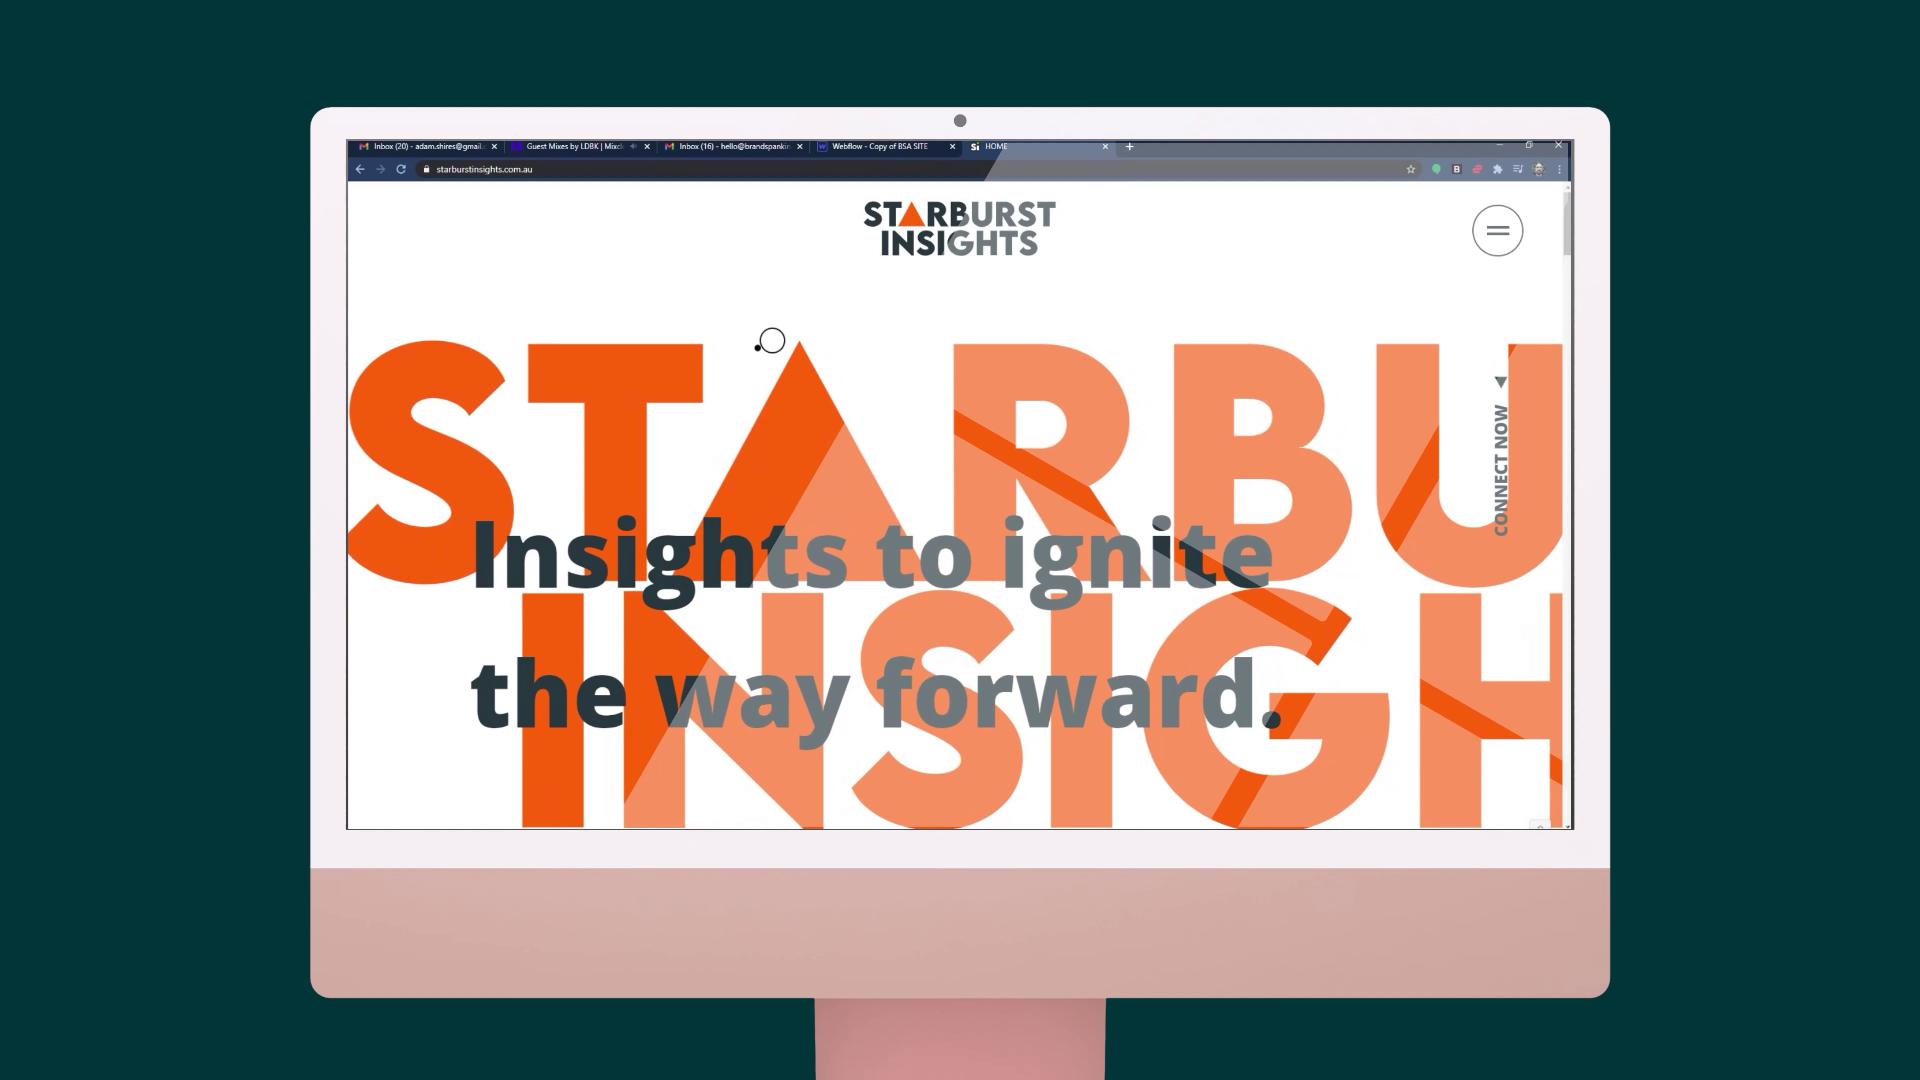 Inbox (20) - adam.shires@gmail.
Guest Mixes by LDBK | Mixcl
Inbox (16) - hello@brandspankin
Webflow - Copy of BSA SITE
Si HOME
starburstinsights.com.au
STARBURST
INSIGHTS
STARBU
CONNECT NOW
Insights to ignite
INSIGH
the way forward.